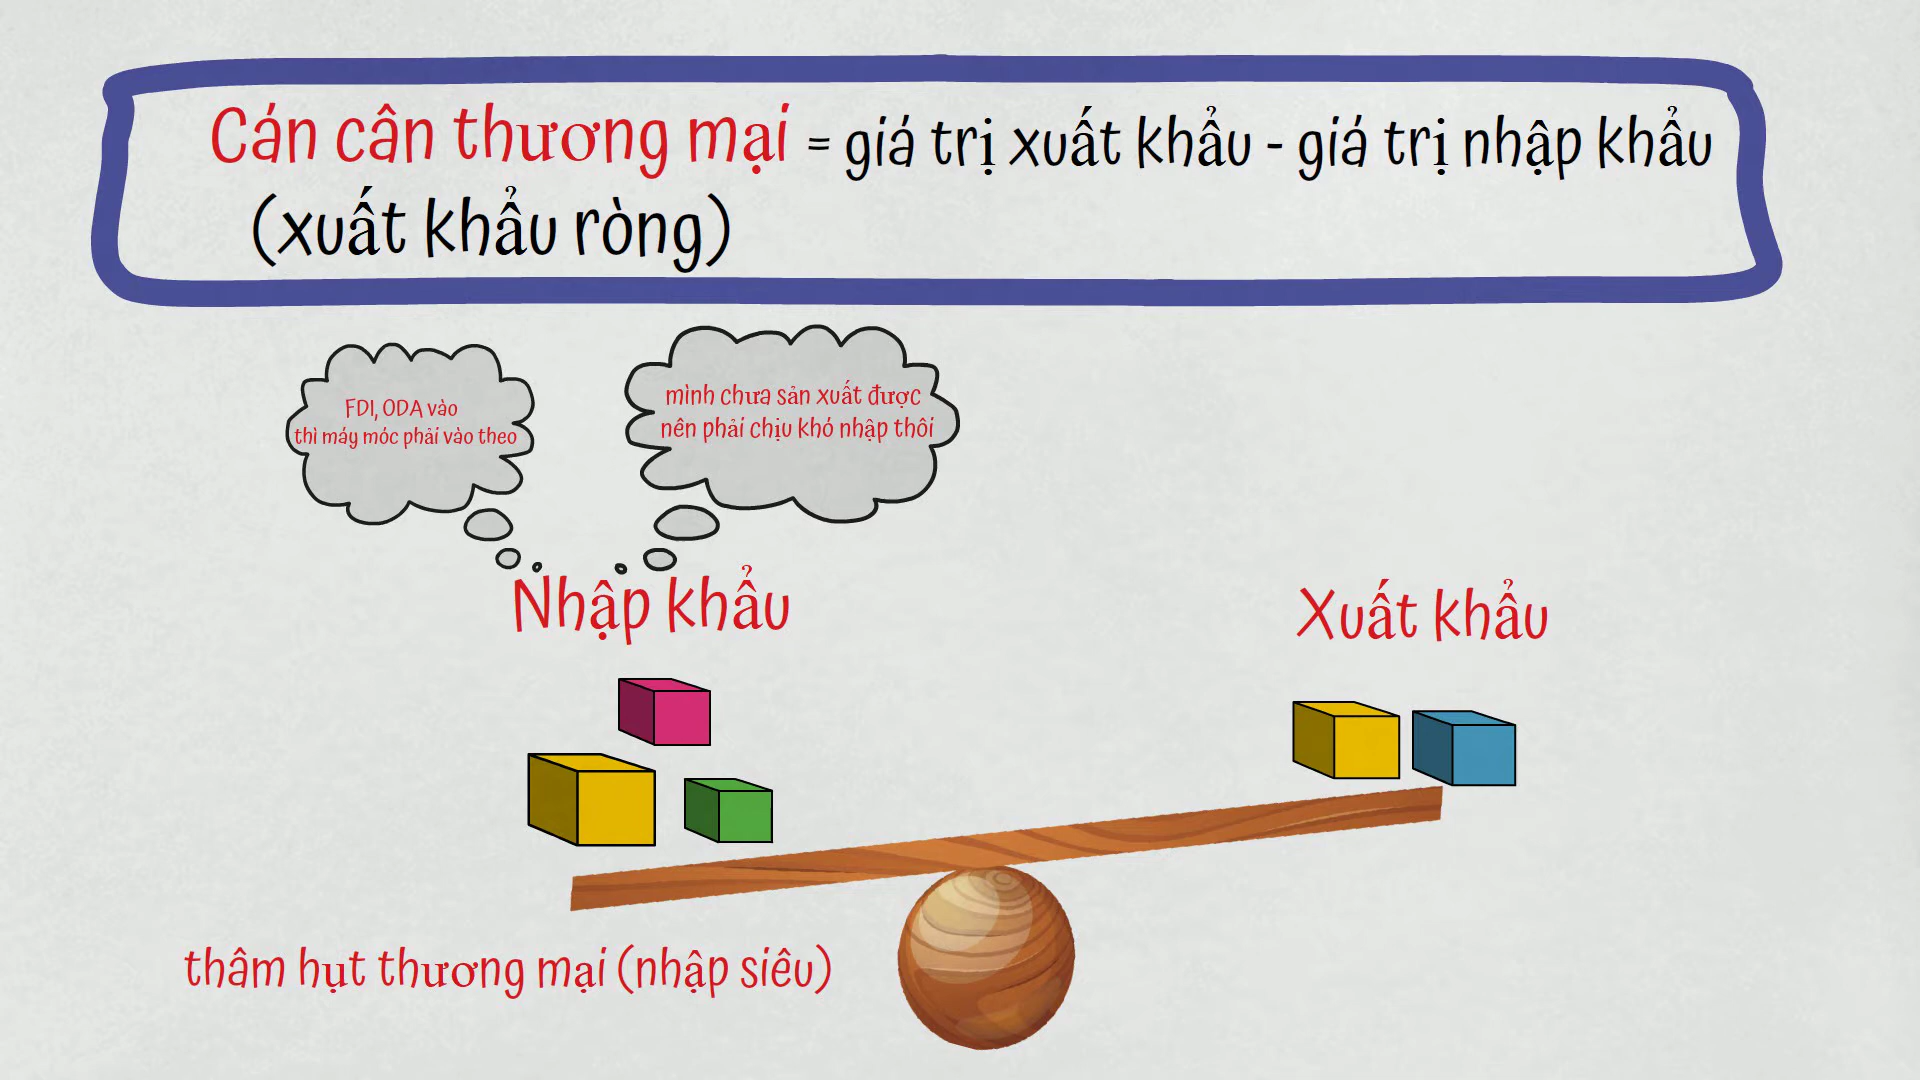 Cán cân thương mại = giá trị xuất khẩu - giá trị nhập khẩu
(xuất khẩu ròng)
FDI, ODA vào
thì máy móc phải vào theo
mình chưa sản xuất được
nên phải chịu khó nhập thôi
Nhập khẩu
Xuất khẩu
thâm hụt thương mại (nhập siêu)